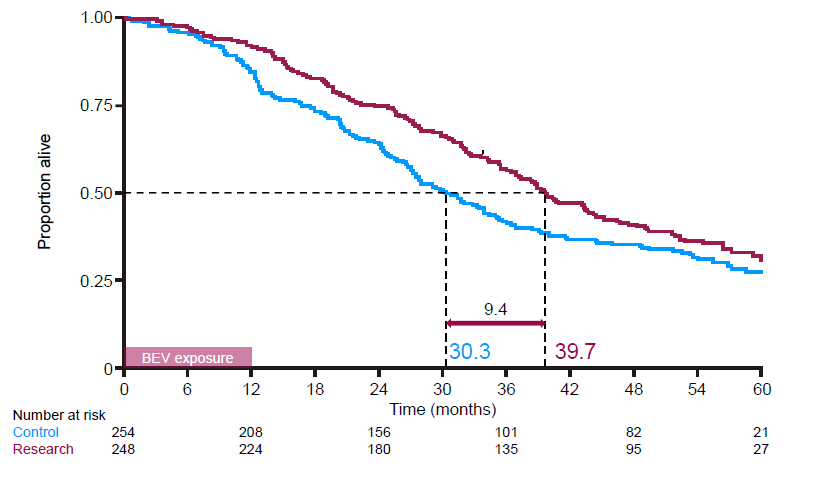 1.00
0.75
0.50
0.25
0
Proportion alive
9.4
30.3 39.7
BEV exposure
0 6 12 18 24 30 36 42 48 54 60
Time (months)
Number at risk
Control 254 208 156 101 82 21
Research 248 224 180 135 95 27